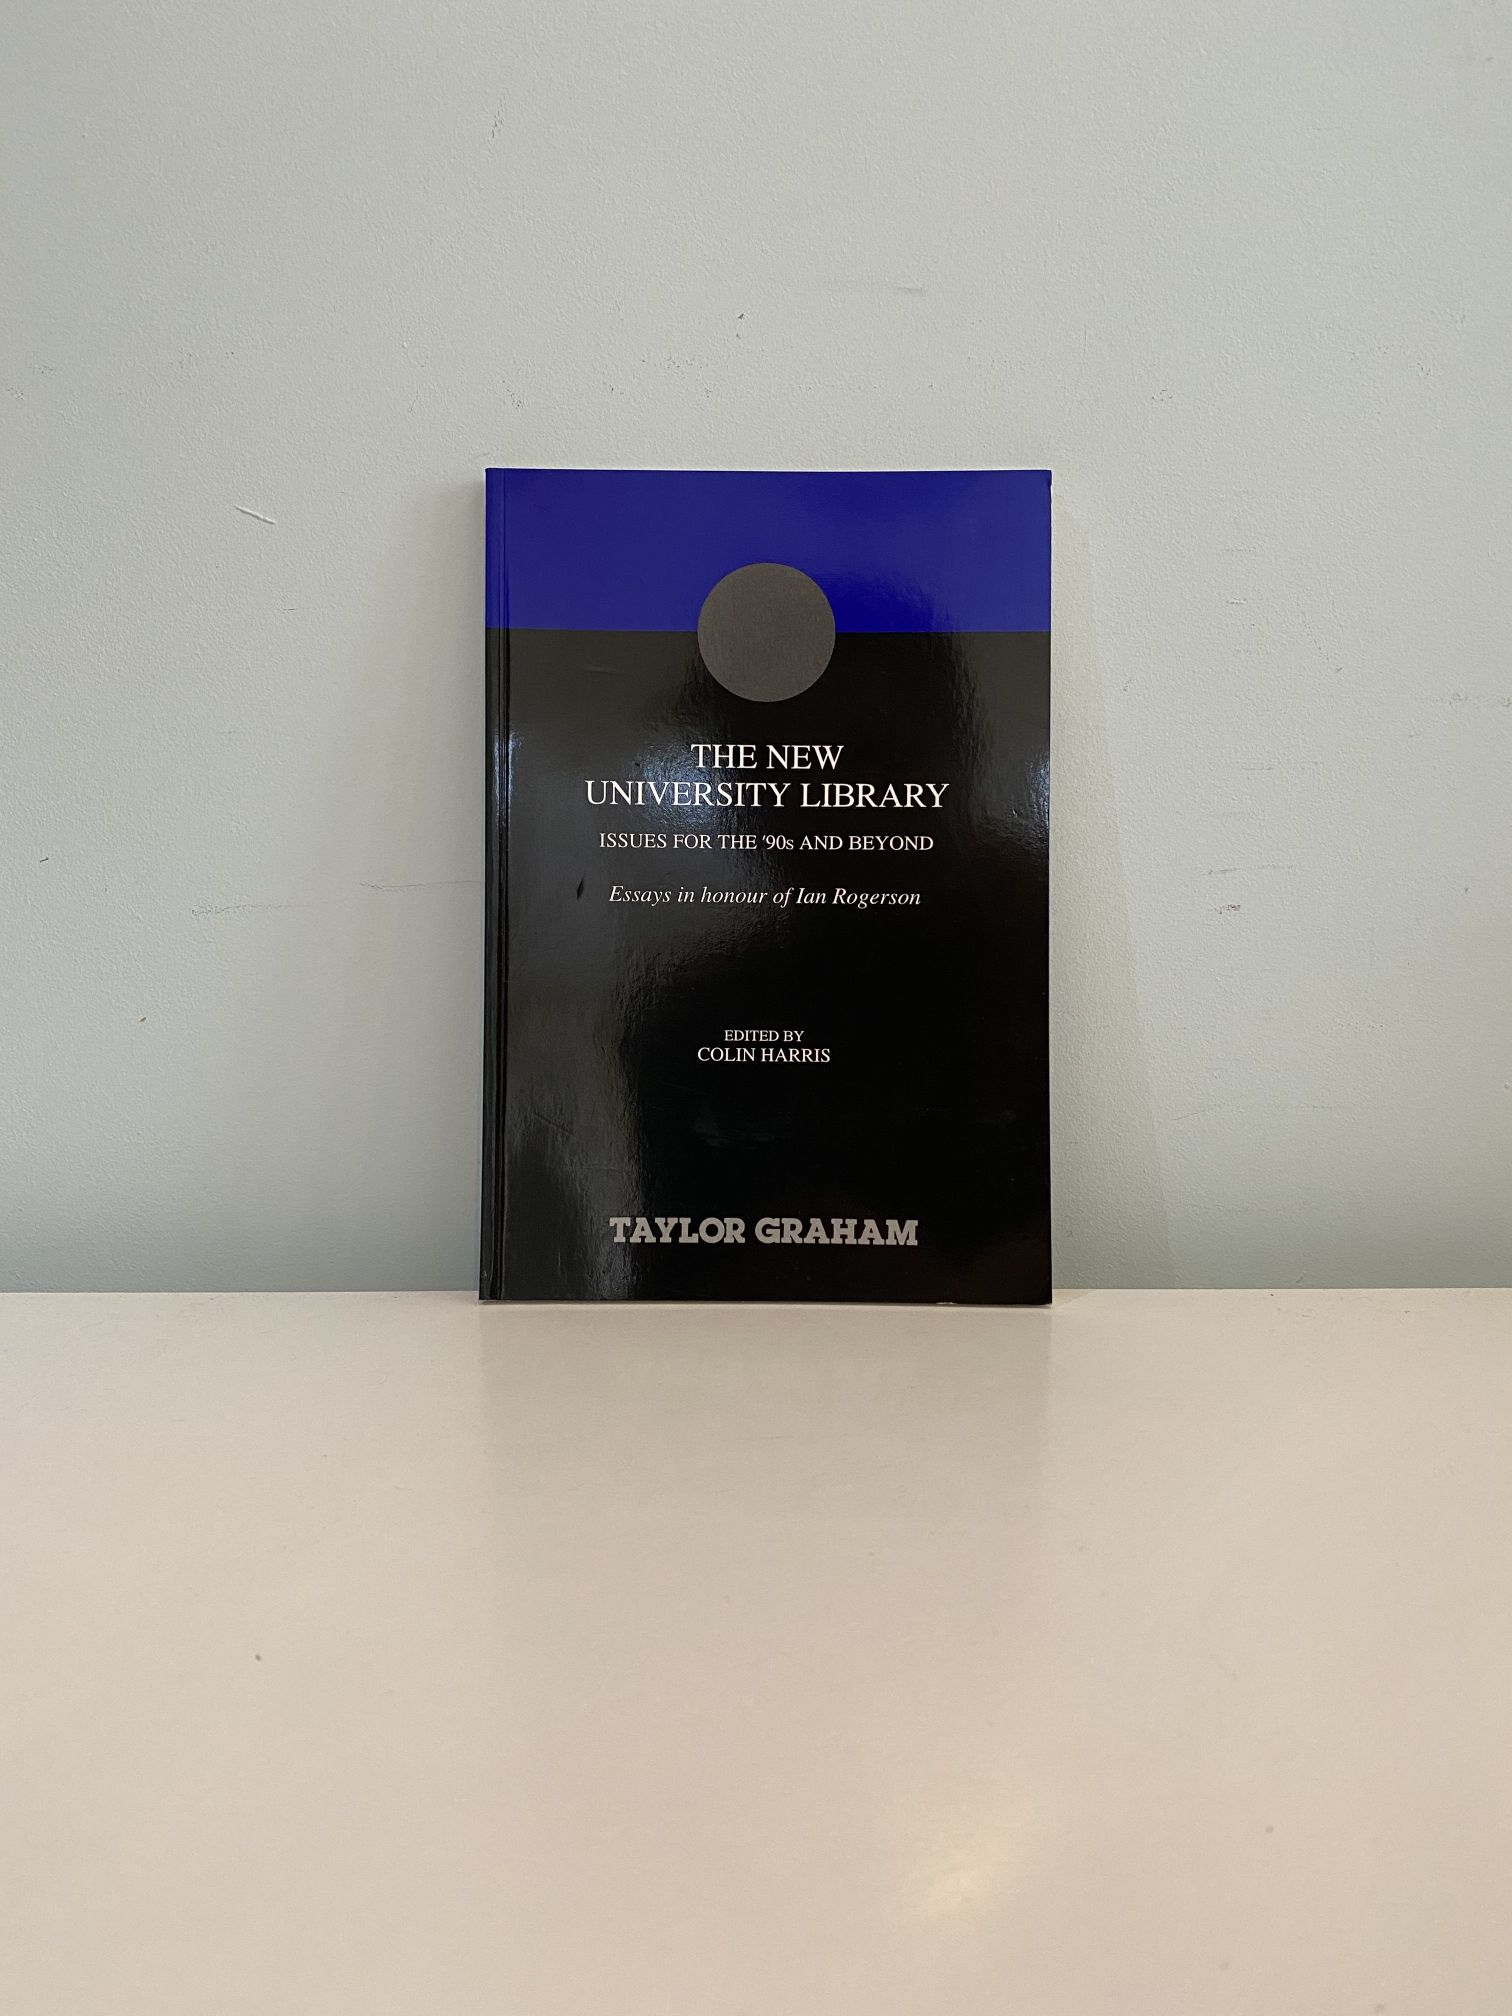 THE NEW
UNIVERSITY LIBRARY
ISSUES FOR THE '90s AND BEYOND
Essays in honour of Ian Rogerson
EDITED BY
COLIN HARRIS
TAYLOR GRAHAM